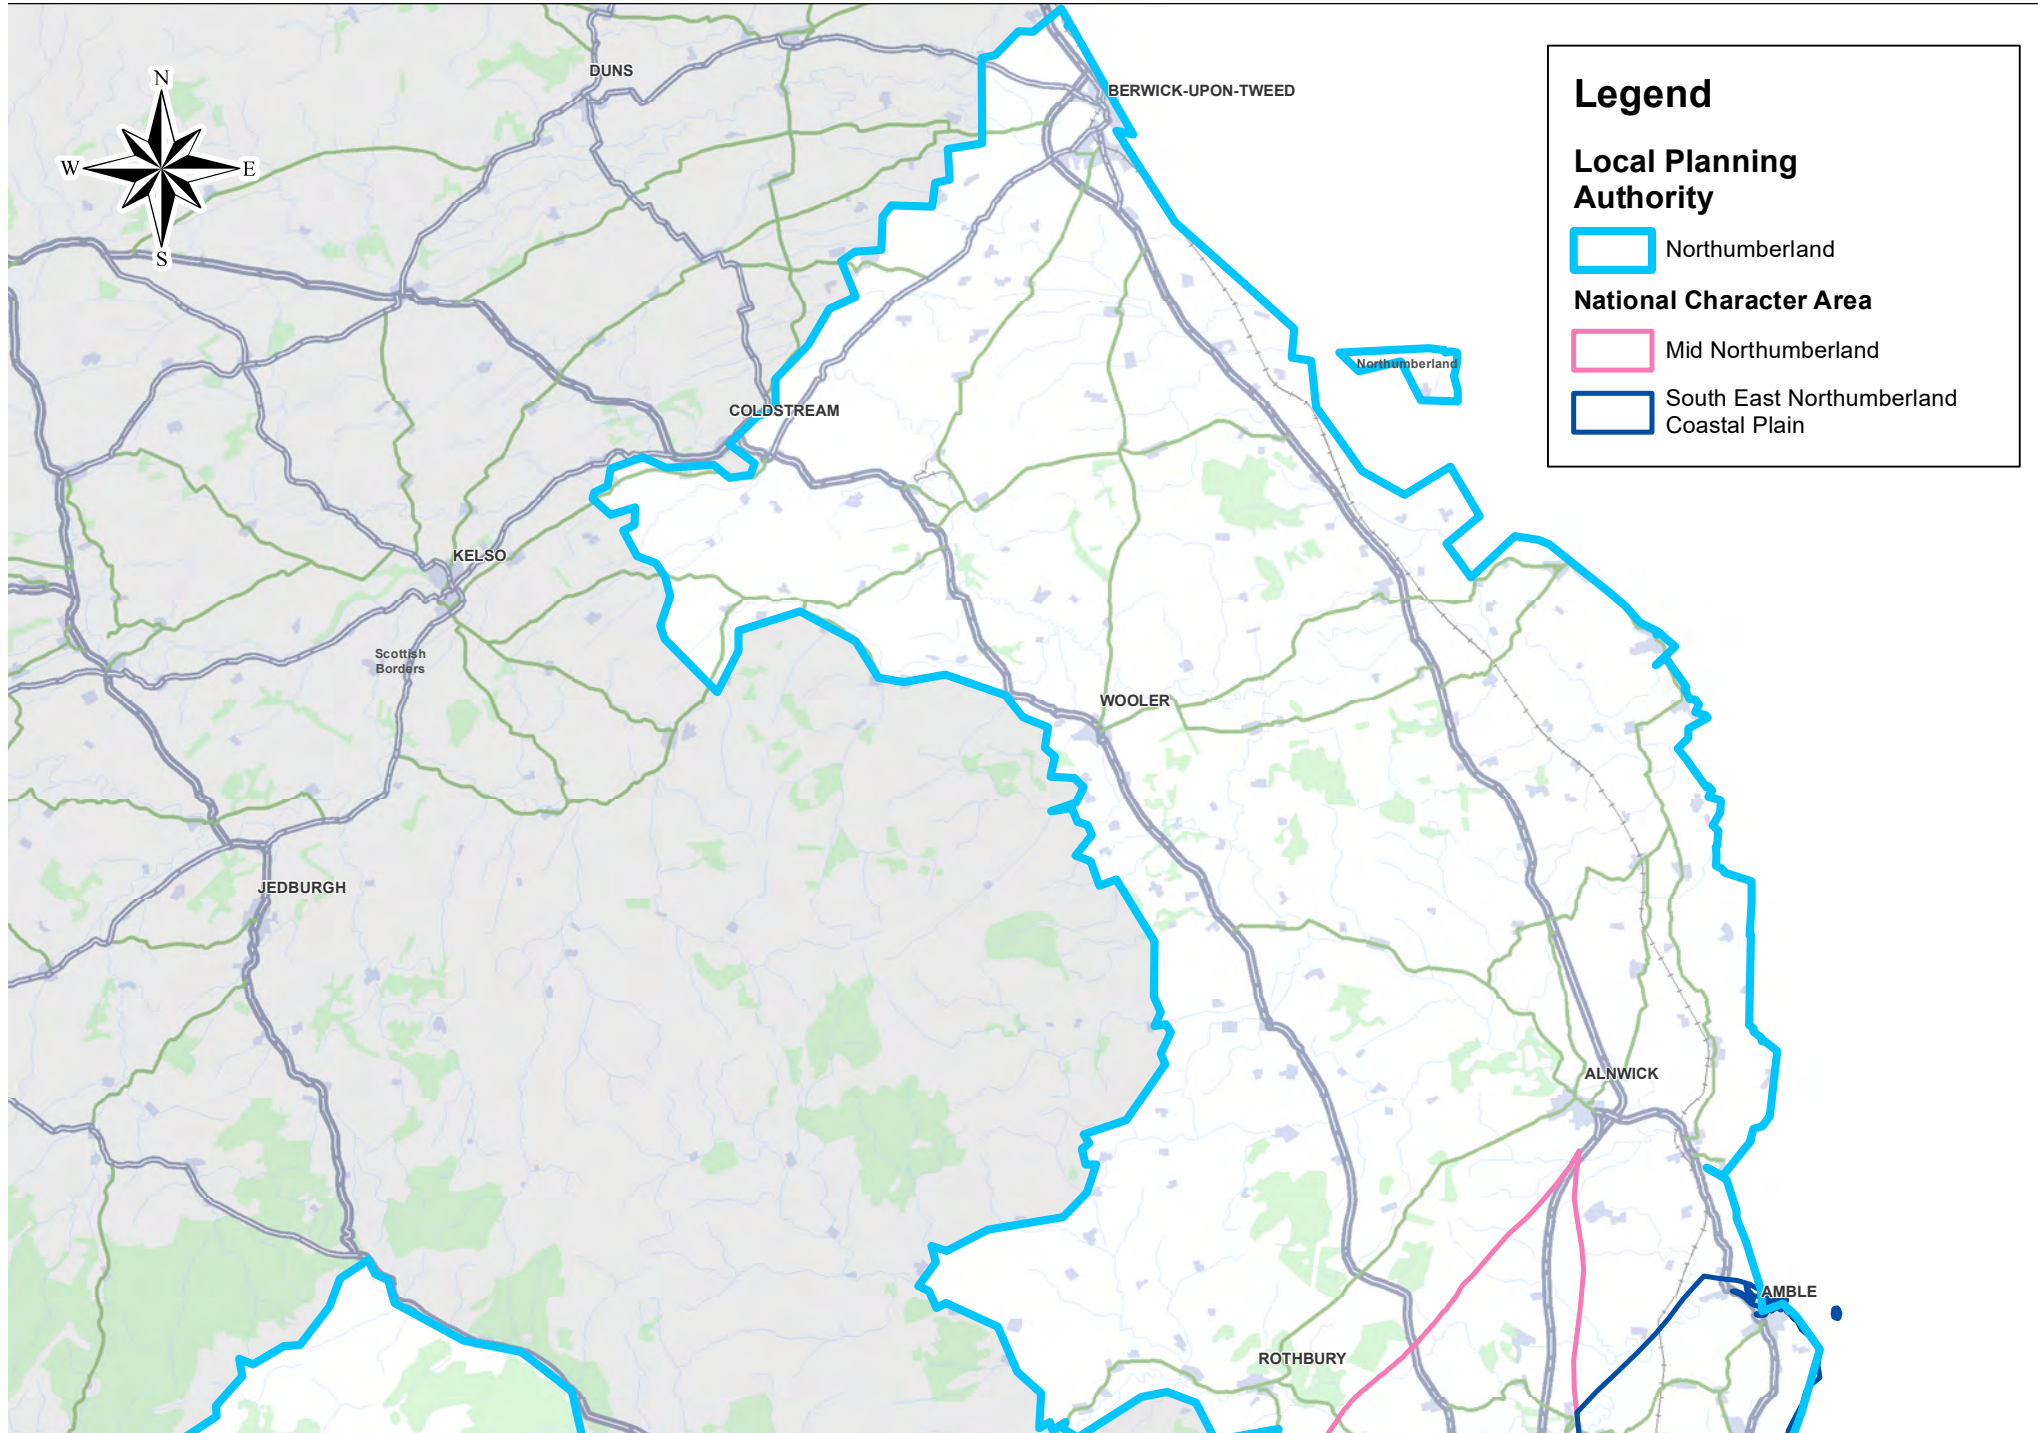 N
W
E
S
DUNS
BERWICK-UPON-TWEED
COLDSTREAM
KELSO
Scottish
Borders
Northumberland
WOOLER
JEDBURGH
ALNWICK
AMBLE
ROTHBURY
Legend
Local Planning
Authority
Northumberland
National Character Area
Mid Northumberland
South East Northumberland
Coastal Plain